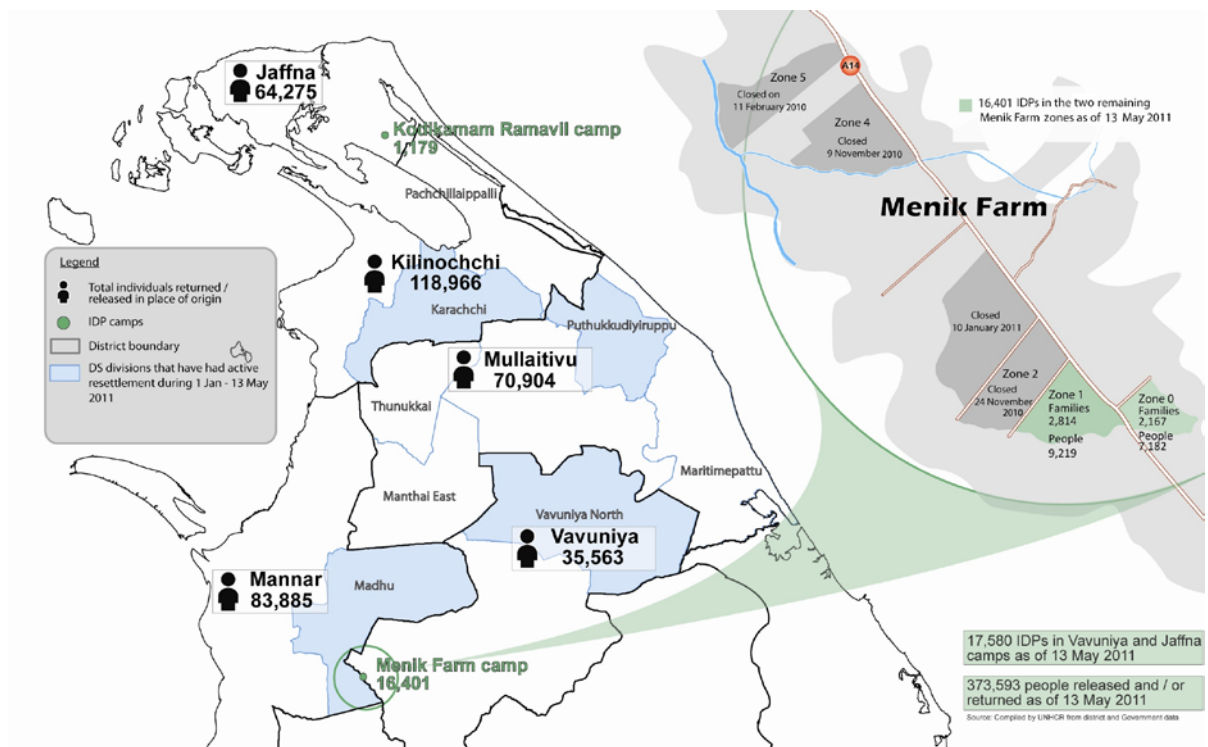 Jaffna
64,275
Kodikamam Ramavil camp
1,179
Pachchillaippalli
Kilinochchi
118,966
Karachchi
Puthukkudiyiruppu
Mullaitivu
70,904
Thunukkai
Maritimepattu
Manthai East
Vavuniya North
Vavuniya
35,563
Mannar
83,885
Madhu
Menik Farm camp
16,401
Legend
Total individuals returned /
released in place of origin
IDP camps
District boundary
DS divisions that have had active
resettlement during 1 Jan - 13 May
2011
A14
Zone 5
Closed on
11 February 2010
Zone 4
Closed
9 November 2010
16,401 IDPs in the two remaining
Menik Farm zones as of 13 May 2011
Menik Farm
Closed
10 January 2011
Zone 2
Closed
24 November
2010
Zone 1
Families
2,814
People
9,219
Zone 0
Families
2,167
People
7,182
17,580 IDPs in Vavuniya and Jaffna
camps as of 13 May 2011
373,593 people released and / or
returned as of 13 May 2011
Source: Compiled by UNHCR from district and Government data